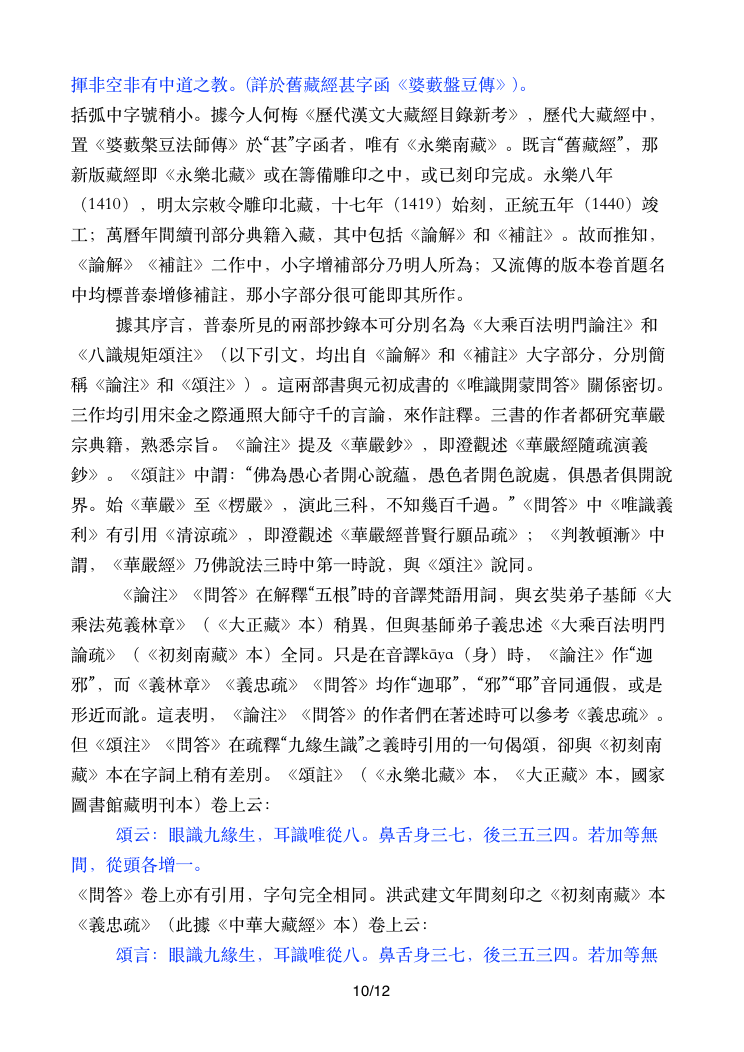 揮非空非有中道之教。(詳於舊藏經甚字函《婆藪盤豆傳》)。
括弧中字號稍小。據今人何梅《歷代漢文大藏經目錄新考》，歷代大藏經中，
置《婆藪槃豆法師傳》於“甚”字函者，唯有《永樂南藏》。既言“舊藏經”，那
新版藏經即《永樂北藏》或在籌備雕印之中，或已刻印完成。永樂八年
（1410），明太宗敕令雕印北藏，十七年（1419）始刻，正統五年（1440）竣
工；萬曆年間續刊部分典籍入藏，其中包括《論解》和《補註》。故而推知，
《論解》《補註》二作中，小字增補部分乃明人所為；又流傳的版本卷首題名
中均標普泰增修補註，那小字部分很可能即其所作。
據其序言，普泰所見的兩部抄錄本可分別名為《大乘百法明門論注》和
《八識規矩頌注》（以下引文，均出自《論解》和《補註》大字部分，分別簡
稱《論注》和《頌注》）。這兩部書與元初成書的《唯識開蒙問答》關係密切。
三作均引用宋金之際通照大師守千的言論，來作註釋。三書的作者都研究華嚴
宗典籍，熟悉宗旨。《論注》提及《華嚴鈔》，即澄觀述《華嚴經隨疏演義
鈔》。《頌註》中謂：“佛為愚心者開心說蘊，愚色者開色說處，俱愚者俱開說
界。始《華嚴》至《楞嚴》，演此三科，不知幾百千過。”《問答》中《唯識義
利》有引用《清涼疏》，即澄觀述《華嚴經普賢行願品疏》；《判教頓漸》中
謂，《華嚴經》乃佛說法三時中第一時說，與《頌注》說同。
《論注》《問答》在解釋“五根”時的音譯梵語用詞，與玄奘弟子基師《大
乘法苑義林章》（《大正藏》本）稍異，但與基師弟子義忠述《大乘百法明門
論疏》（《初刻南藏》本）全同。只是在音譯kāya（身）時，《論注》作“迦
邪”，而《義林章》《義忠疏》《問答》均作“迦耶”，“邪”“耶”音同通假，或是
形近而訛。這表明，《論注》《問答》的作者們在著述時可以參考《義忠疏》。
但《頌注》《問答》在疏釋“九緣生識”之義時引用的一句偈頌，卻與《初刻南
藏》本在字詞上稍有差別。《頌註》（《永樂北藏》本，《大正藏》本，國家
圖書館藏明刊本）卷上云：
頌云：眼識九緣生，耳識唯從八。鼻舌身三七，後三五三四。若加等無
間，從頭各增一。
《問答》卷上亦有引用，字句完全相同。洪武建文年間刻印之《初刻南藏》本
《義忠疏》（此據《中華大藏經》本）卷上云：
頌言：眼識九緣生，耳識唯從八。鼻舌身三七，後三五三四。若加等無
10/12